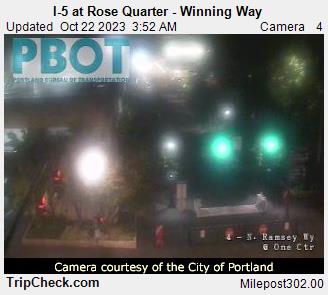 I-5 at Rose Quarter - Winning Way
Updated Oct 22 2023 3:52 AM Camera 4
PBOT
PORTLAND BUREAU OF TRANSPORTATION
4 - N. Ramsey Wy
@ One Ctr
Camera courtesy of the City of Portland
TripCheck.com Milepost302.00